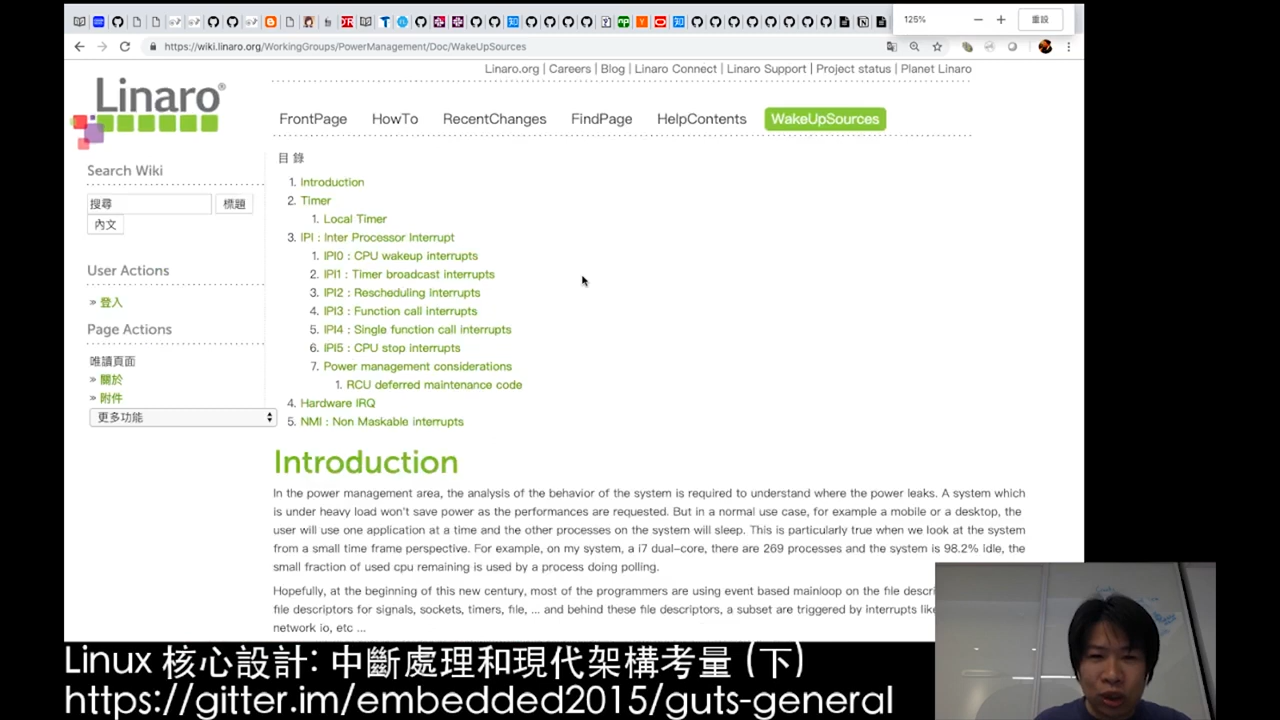 125%
重設
https://wiki.linaro.org/WorkingGroups/PowerManagement/Doc/WakeUpSources
Linaro.org | Careers | Blog | Linaro Connect | Linaro Support | Project status | Planet Linaro
Linaro®
FrontPage HowTo RecentChanges FindPage HelpContents WakeUpSources
Search Wiki
搜尋 標題
內文
User Actions
» 登入
Page Actions
唯讀頁面
» 關於
» 附件
更多功能
目錄
1. Introduction
2. Timer
1. Local Timer
3. IPI : Inter Processor Interrupt
1. IPI0 : CPU wakeup interrupts
2. IPI1 : Timer broadcast interrupts
3. IPI2 : Rescheduling interrupts
4. IPI3 : Function call interrupts
5. IPI4 : Single function call interrupts
6. IPI5 : CPU stop interrupts
7. Power management considerations
1. RCU deferred maintenance code
4. Hardware IRQ
5. NMI : Non Maskable interrupts
Introduction
In the power management area, the analysis of the behavior of the system is required to understand where the power leaks. A system which
is under heavy load won't save power as the performances are requested. But in a normal use case, for example a mobile or a desktop, the
user will use one application at a time and the other processes on the system will sleep. This is particularly true when we look at the system
from a small time frame perspective. For example, on my system, a i7 dual-core, there are 269 processes and the system is 98.2% idle, the
small fraction of used cpu remaining is used by a process doing polling.
Hopefully, at the beginning of this new century, most of the programmers are using event based mainloop on the file
file descriptors for signals, sockets, timers, file, ... and behind these file descriptors, a subset are triggered by interrupts
network io, etc ...
Linux 核心設計: 中斷處理和現代架構考量 (下)
https://gitter.im/embedded2015/guts-general